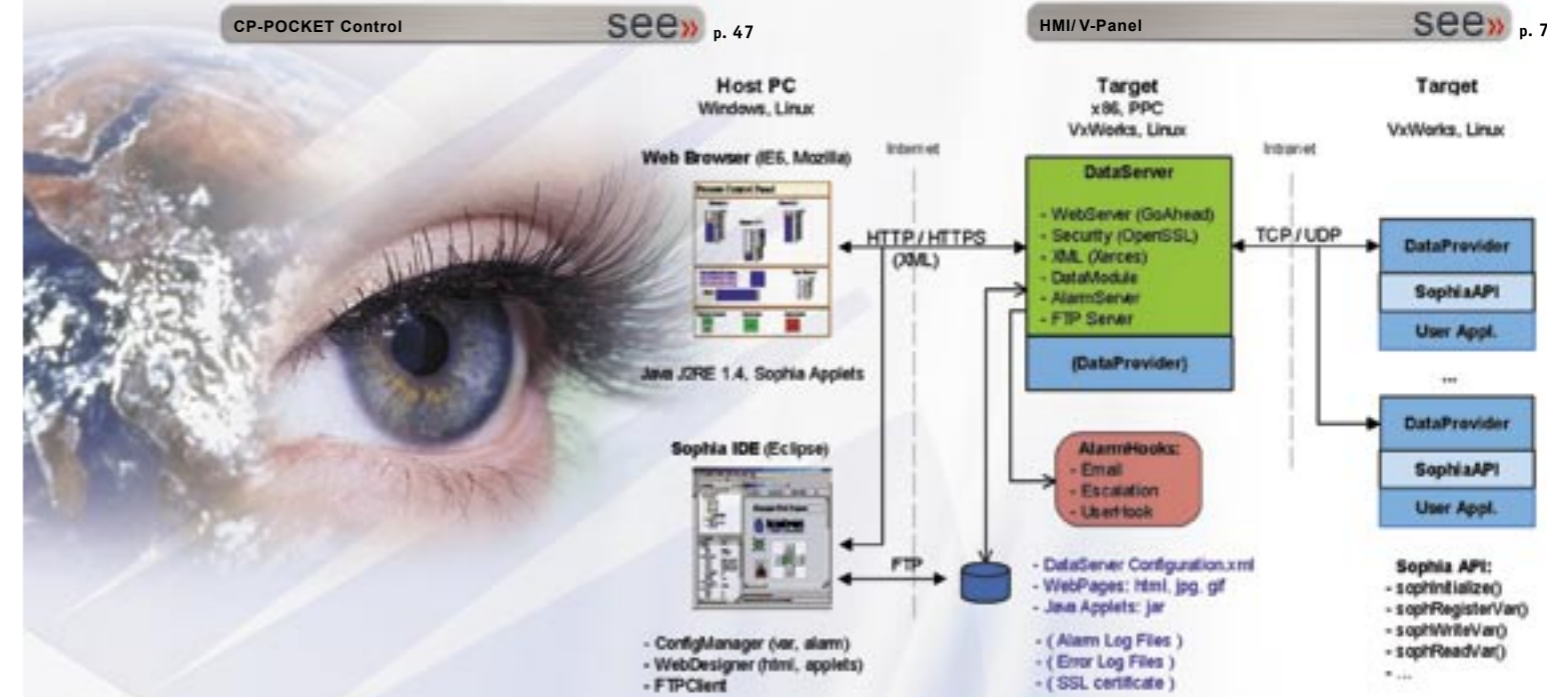 CP-POCKET Control
see» p. 47
HMI/ V-Panel
see» p. 7
Host PC
Windows, Linux
Web Browser (IE6, Mozilla)
Process Control Panel
Java J2RE 1.4, Sophia Applets
Sophia IDE (Eclipse)
- ConfigManager (var, alarm)
- WebDesigner (html, applets)
- FTPClient
Internet
HTTP / HTTPS
(XML)
FTP
Target
x86, PPC
VxWorks, Linux
DataServer
- WebServer (GoAhead)
- Security (OpenSSL)
- XML (Xerces)
- DataModule
- AlarmServer
- FTP Server
(DataProvider)
AlarmHooks:
- Email
- Escalation
- UserHook
- DataServer Configuration.xml
- WebPages: html, jpg, gif
- Java Applets: jar
- ( Alarm Log Files )
- ( Error Log Files )
- ( SSL certificate )
Intranet
TCP / UDP
Target
VxWorks, Linux
DataProvider
SophiaAPI
User Appl.
...
DataProvider
SophiaAPI
User Appl.
Sophia API:
- sophInitialize()
- sophRegisterVar()
- sophWriteVar()
- sophReadVar()
- ...